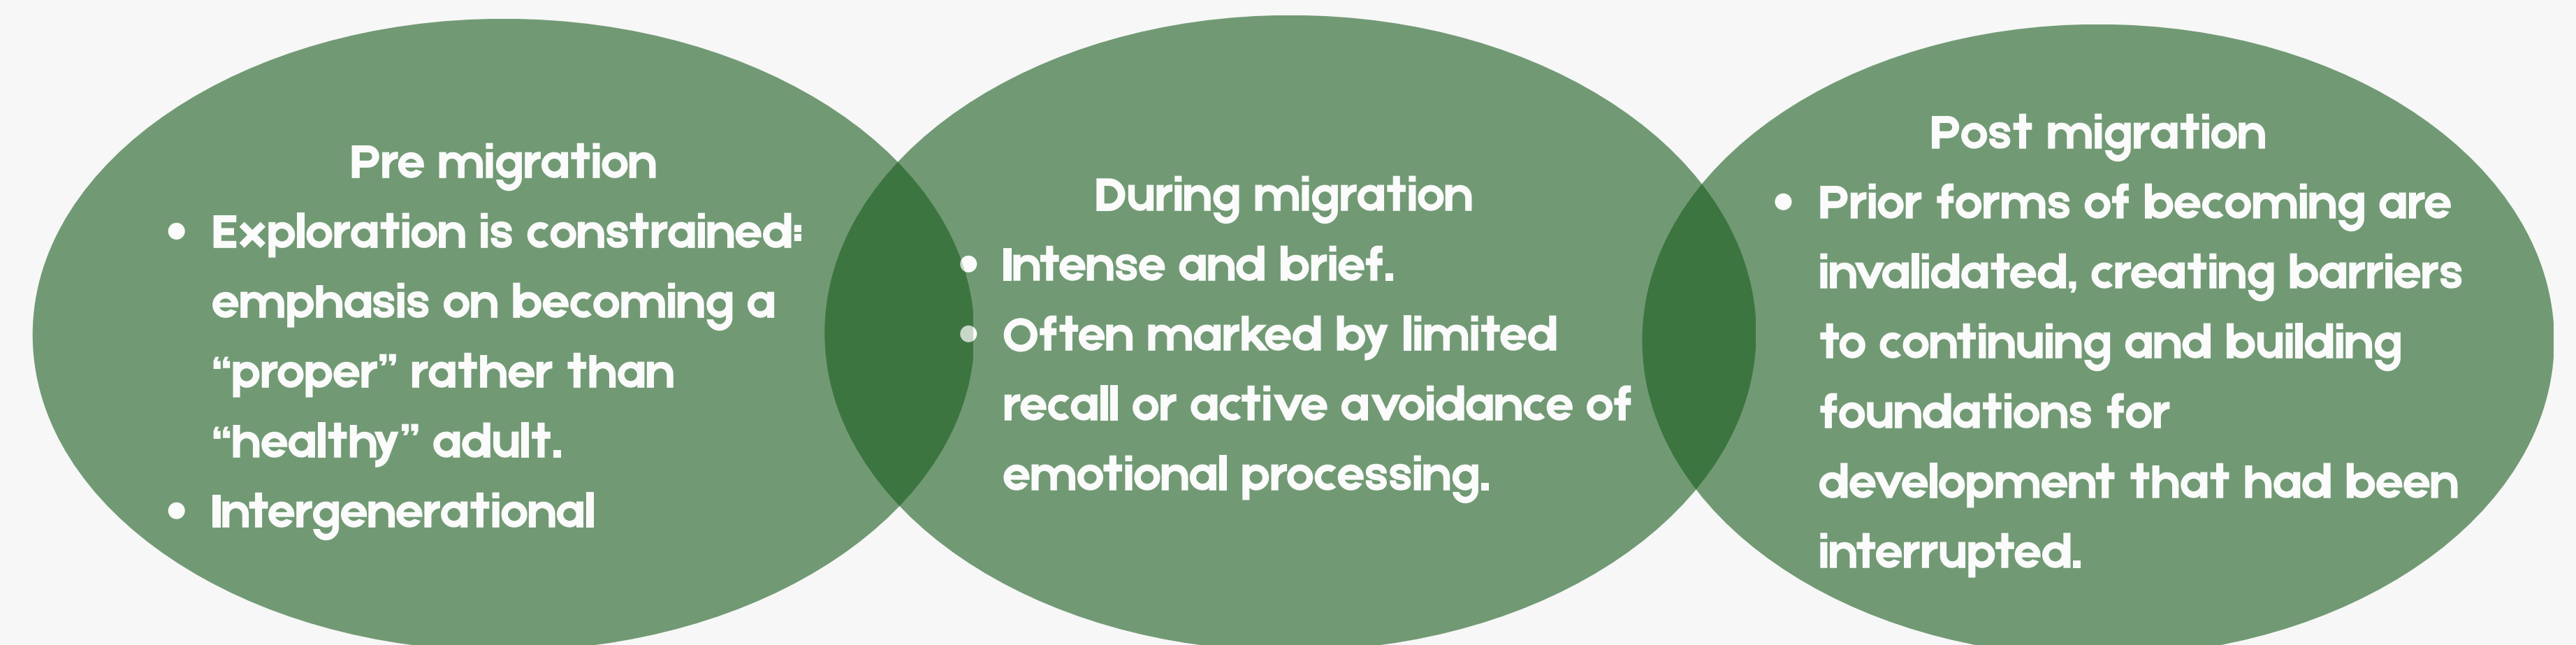 Pre migration
• Exploration is constrained:
emphasis on becoming a
“proper” rather than
“healthy” adult.
• Intergenerational
During migration
• Intense and brief.
• Often marked by limited
recall or active avoidance of
emotional processing.
Post migration
• Prior forms of becoming are
invalidated, creating barriers
to continuing and building
foundations for
development that had been
interrupted.